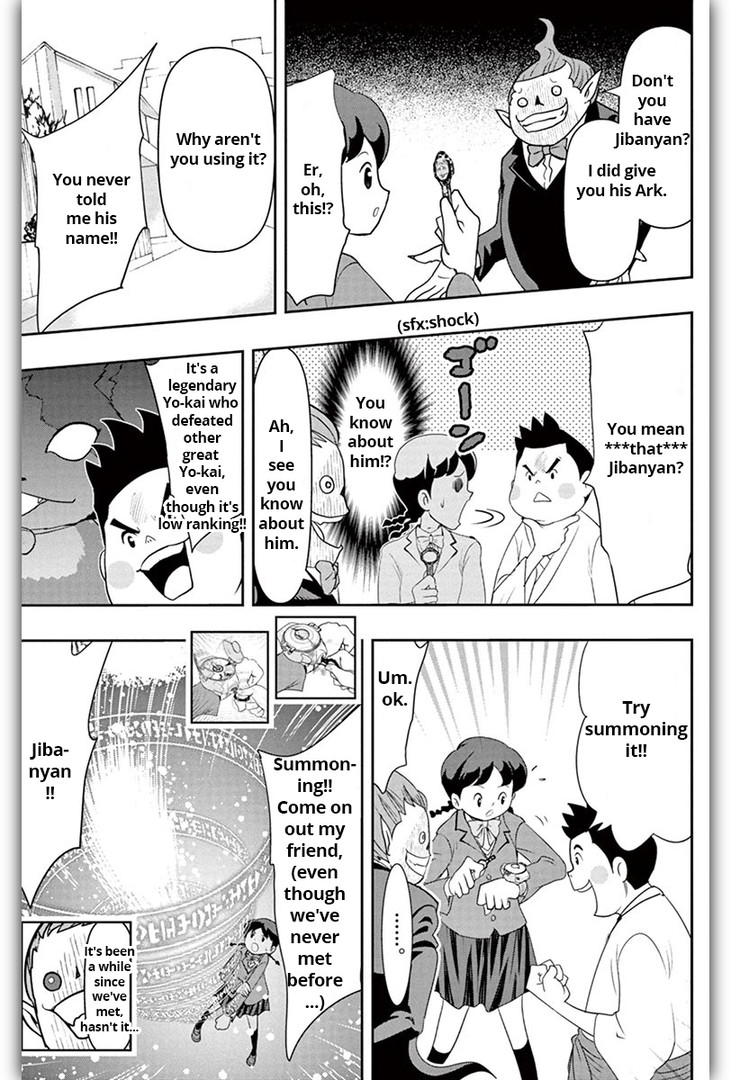 Don't
you
have
Jibanyan?
I did give
you his Ark.
Er,
oh,
this!?
Why aren't
you using it?
You never
told
me his
name!!
(sfx:shock)
ゴーン
You mean
***that***
Jibanyan?
You
know
about
him!?
Ah,
I
see
you
know
about
him.
It's a
legendary
Yo-kai who
defeated
other
great
Yo-kai,
even
though it's
low ranking!!
Try
summoning
it!!
Um.
ok.
………
Summon-
ing!!
Come on
out my
friend,
(even
though
we've
never
met
before
...)
Jiba-
nyan
!!
It's been
a while
since
we've
met,
hasn't it...